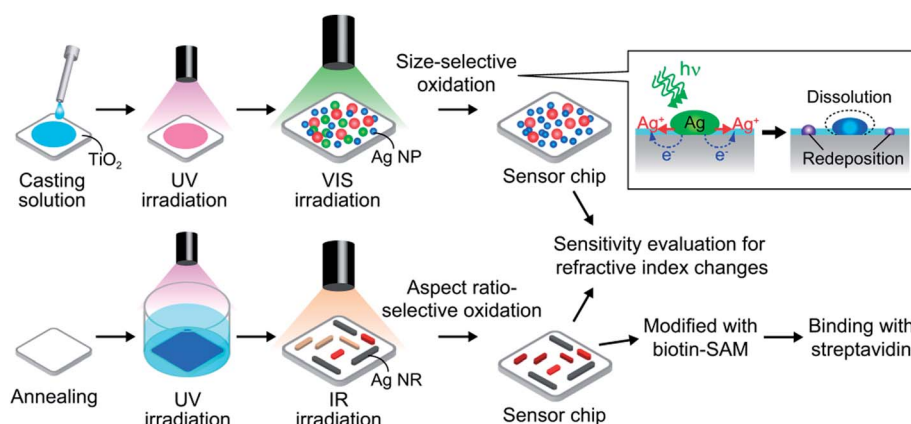 Casting
solution
TiO2
UV
irradiation
VIS
irradiation
Ag NP
Size-selective
oxidation
Sensor chip
hν
Ag+
Ag
Ag+
e-
e-
Dissolution
Redeposition
Sensitivity evaluation for
refractive index changes
Annealing
UV
irradiation
IR
irradiation
Ag NR
Aspect ratio-
selective oxidation
Sensor chip
Modified with
biotin-SAM
Binding with
streptavidin